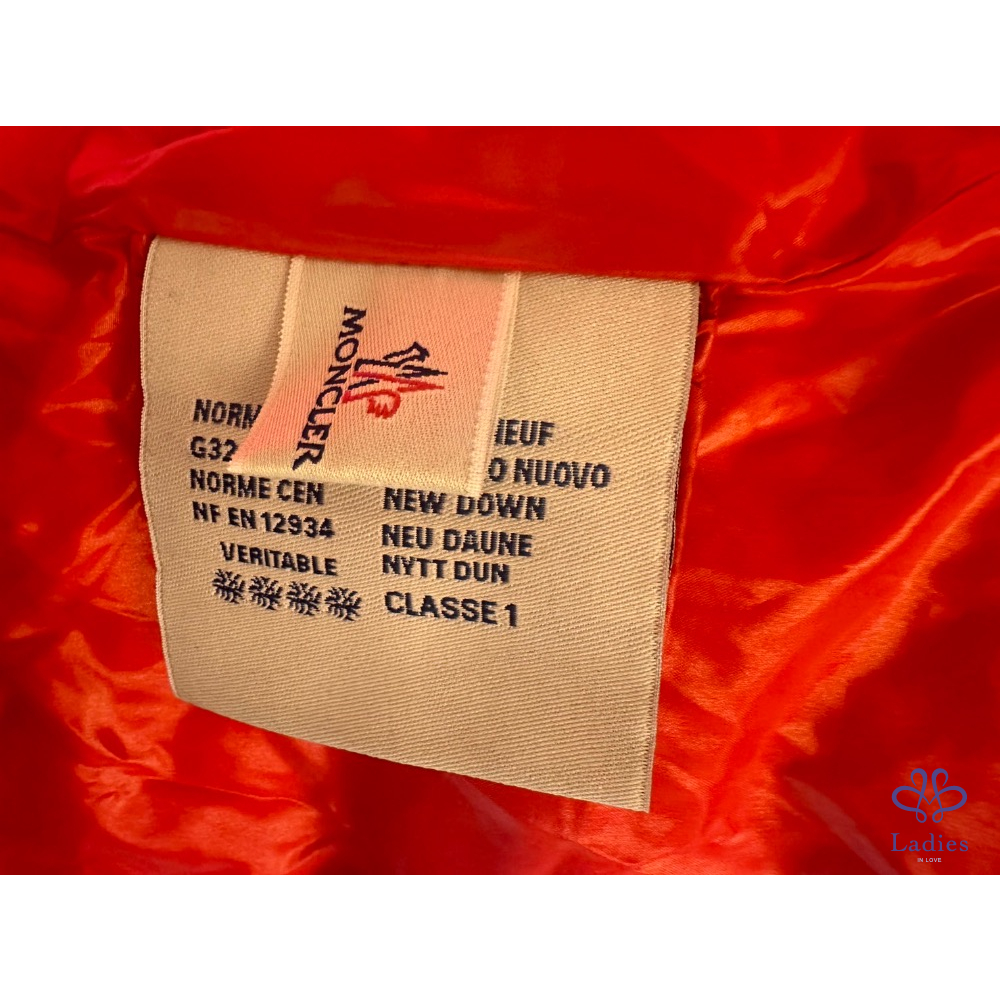 MONCLER
NORM
G32
NORME CEN
NF EN 12934
VERITABLE
NEUF
O NUOVO
NEW DOWN
NEU DAUNE
NYTT DUN
CLASSE 1
Ladies
IN LOVE